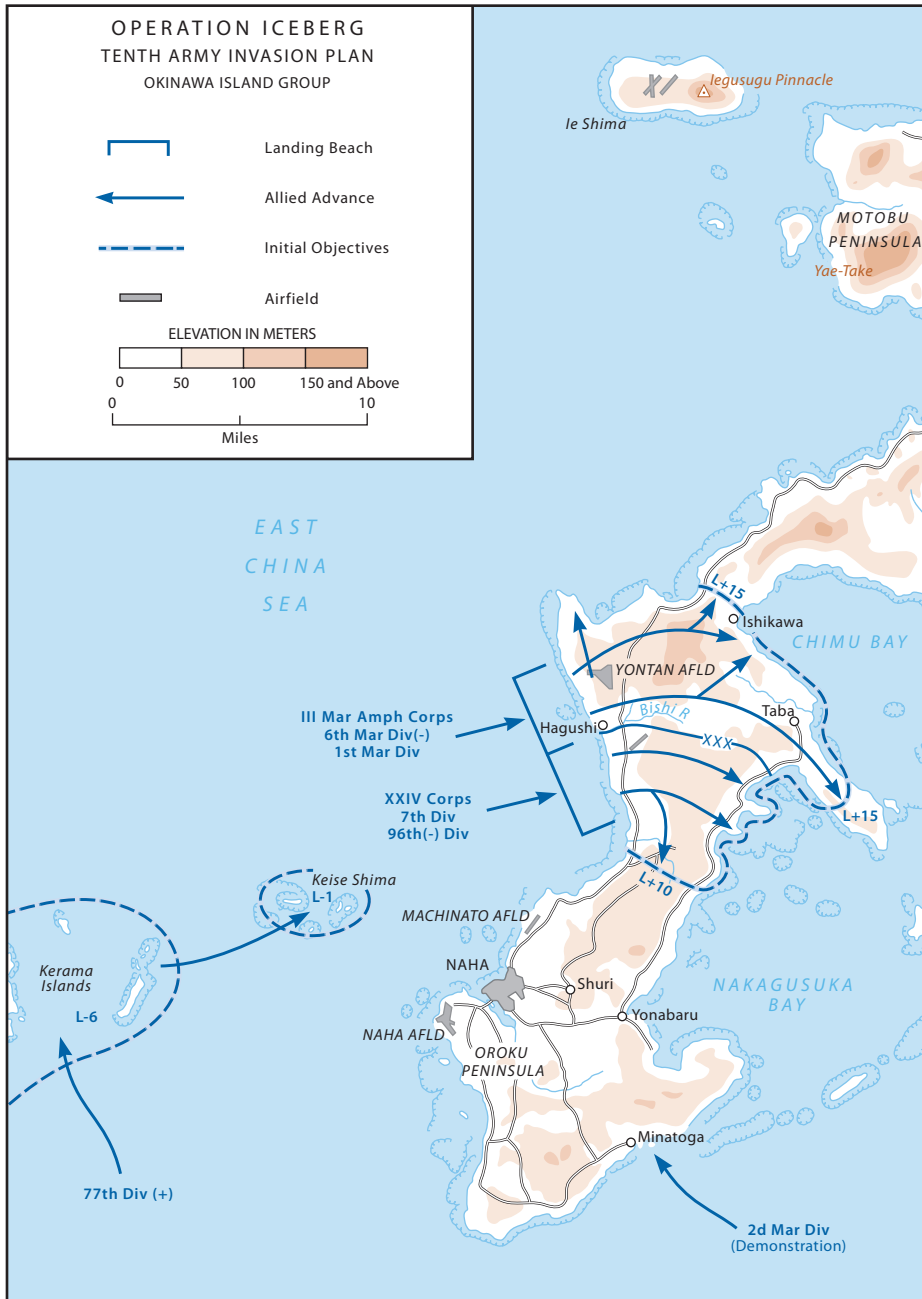 OPERATION ICEBERG
TENTH ARMY INVASION PLAN
OKINAWA ISLAND GROUP
Landing Beach
Allied Advance
Initial Objectives
Airfield
ELEVATION IN METERS
0 50 100 150 and Above
0 10
Miles
Iegusugu Pinnacle
Ie Shima
MOTOBU
PENINSULA
Yae-Take
EAST
CHINA
SEA
L+15
Ishikawa
CHIMU BAY
YONTAN AFLD
Bishi R
Taba
Hagushi
III Mar Amph Corps
6th Mar Div(-)
1st Mar Div
XXX
XXIV Corps
7th Div
96th(-) Div
L+15
L+10
Keise Shima
L-1
MACHINATO AFLD
Kerama
Islands
L-6
NAHA
Shuri
NAKAGUSUKA
BAY
Yonabaru
NAHA AFLD
OROKU
PENINSULA
Minatoga
77th Div (+)
2d Mar Div
(Demonstration)